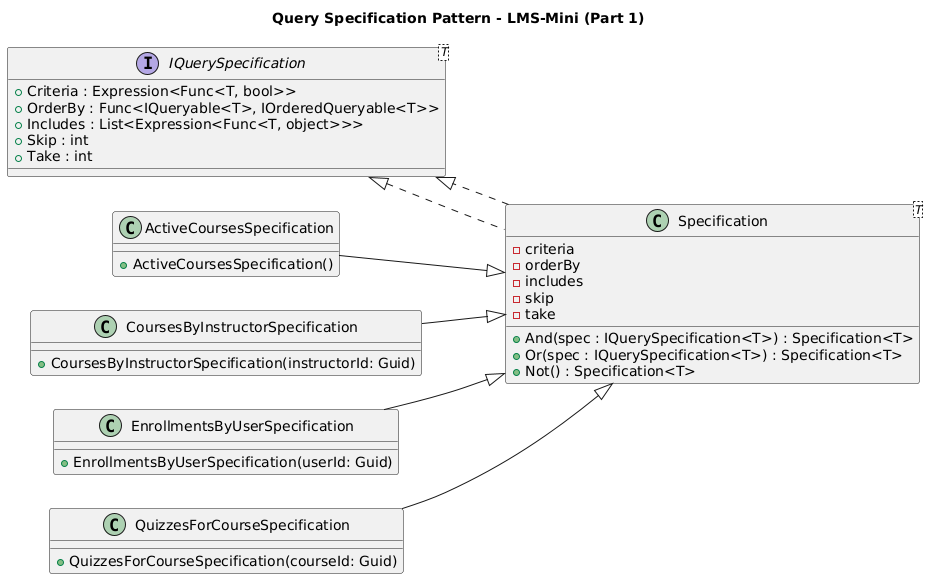 Query Specification Pattern - LMS-Mini (Part 1)
I IQuerySpecification T
Criteria : Expression<Func<T, bool>>
OrderBy : Func<IQueryable<T>, IOrderedQueryable<T>>
Includes : List<Expression<Func<T, object>>>
Skip : int
Take : int
C Specification T
criteria
orderBy
includes
skip
take
And(spec : IQuerySpecification<T>) : Specification<T>
Or(spec : IQuerySpecification<T>) : Specification<T>
Not() : Specification<T>
C ActiveCoursesSpecification
ActiveCoursesSpecification()
C CoursesByInstructorSpecification
CoursesByInstructorSpecification(instructorId: Guid)
C EnrollmentsByUserSpecification
EnrollmentsByUserSpecification(userId: Guid)
C QuizzesForCourseSpecification
QuizzesForCourseSpecification(courseId: Guid)